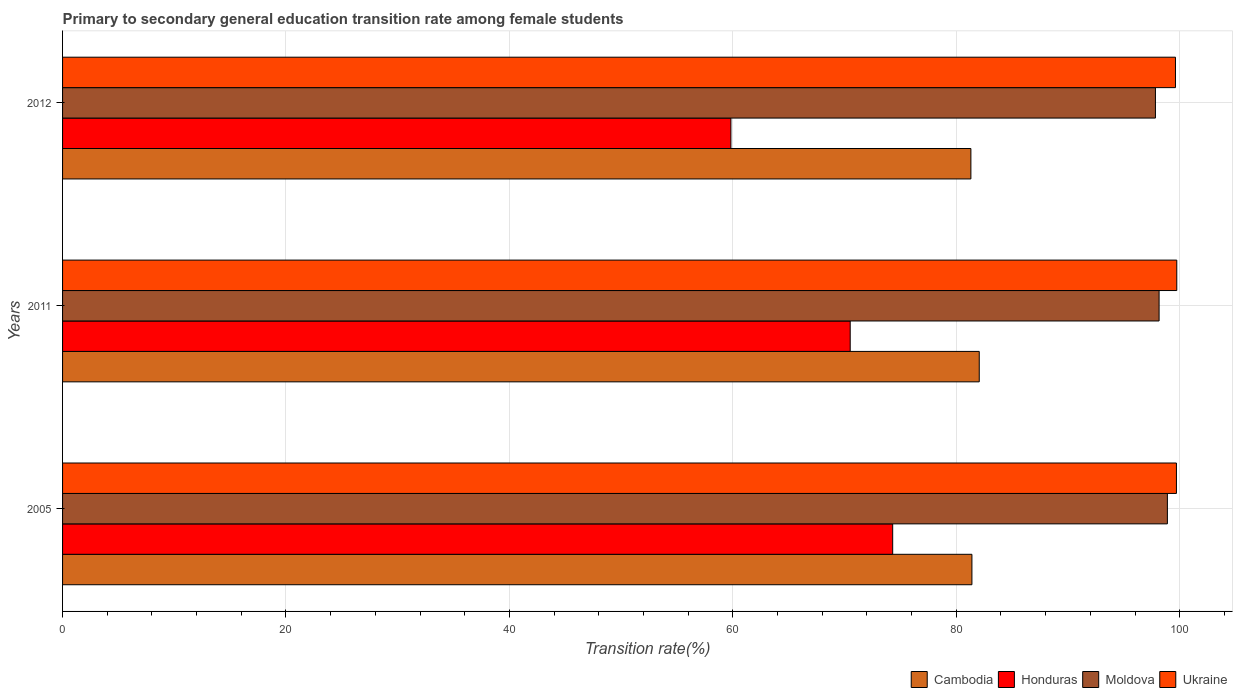 Primary to secondary general education transition rate among female students
2012
2011
2005
Years
0
20
40
60
80
100
Transition rate(%)
Cambodia
Honduras
Moldova
Ukraine